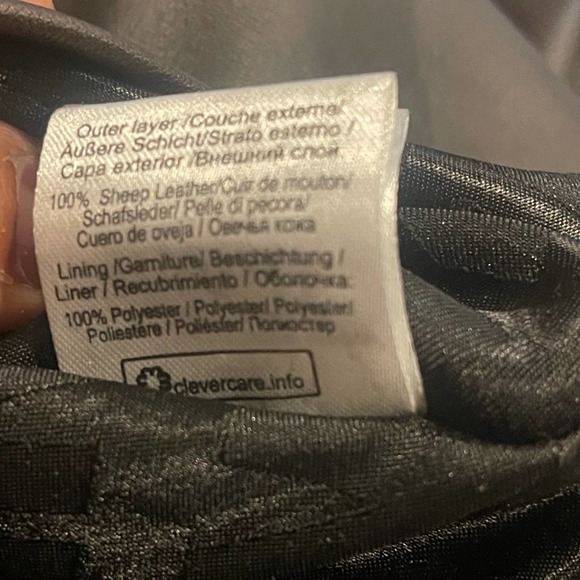 Outer layer /Couche externe/
Äußere Schicht/Strato esterno /
Capa exterior /Внешний слой
100% Sheep Leather/Cuir de mouton/
Schafsleder/ Pelle di pecora/
Cuero de oveja / Овечья кожа
Lining /Garniture/ Beschichtung /
Liner / Recubrimiento / Оболочка:
100% Polyester / Polyester/ Polyester/
Poliestere / Poliéster/ Полиэстер
clevercare.info